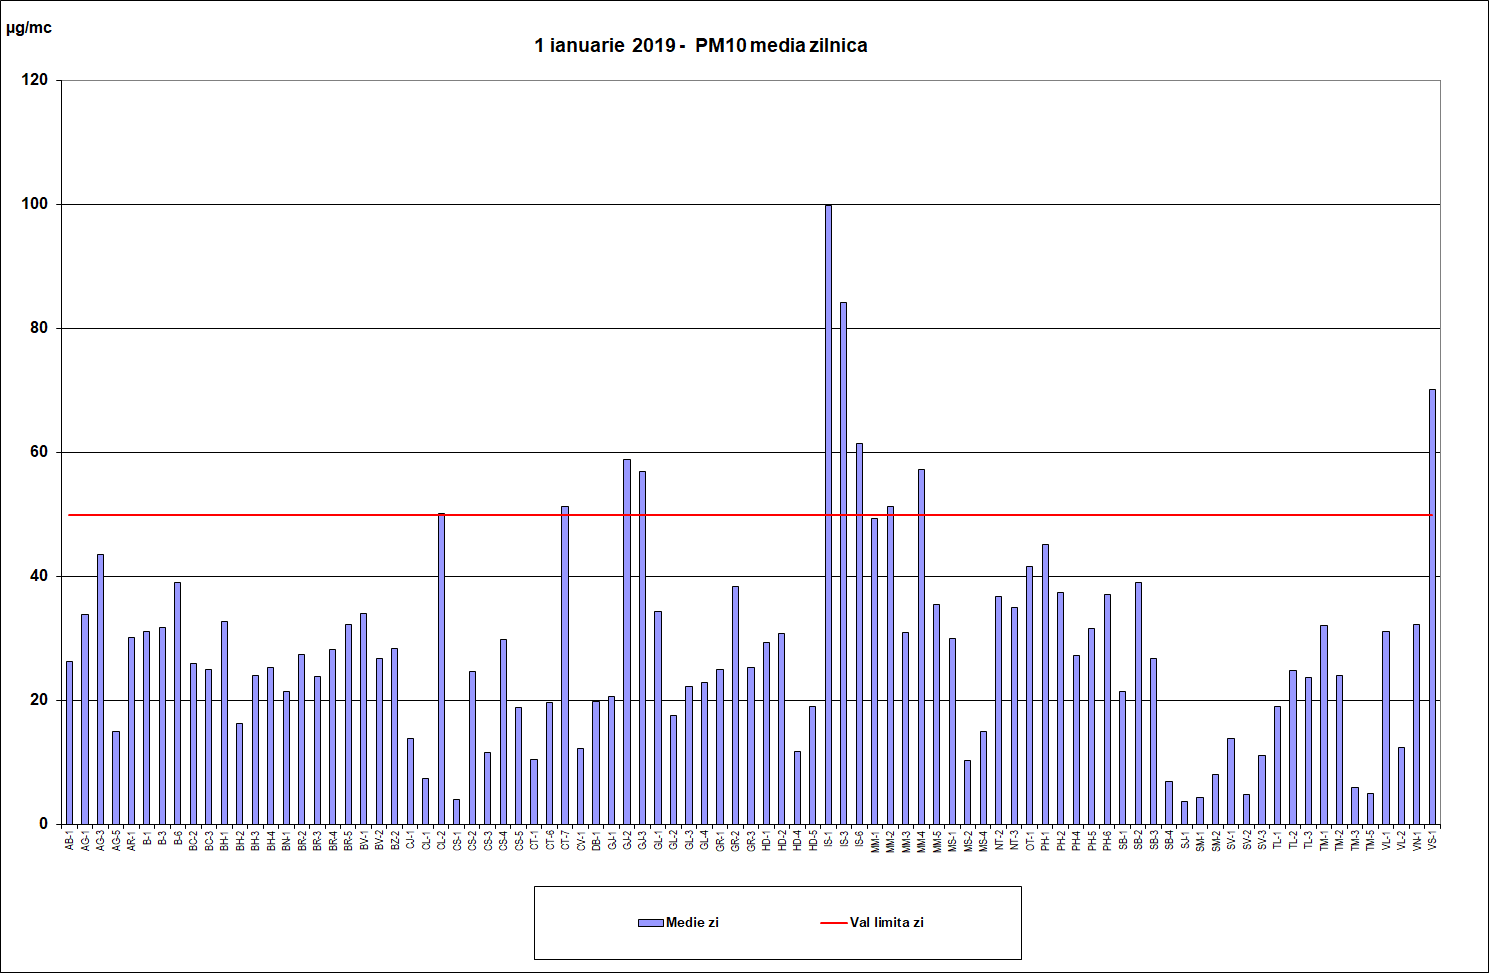 µg/mc
1 ianuarie 2019 - PM10 media zilnica
120
100
80
60
40
20
0
AB-1 AG-1 AG-3 AG-5 AR-1 B-1 B-3 B-6 BC-2 BC-3 BH-1 BH-2 BH-3 BH-4 BN-1 BR-2 BR-3 BR-4 BR-5 BV-1 BV-2 BZ-2 CJ-1 CL-1 CL-2 CS-1 CS-2 CS-3 CS-4 CS-5 CT-1 CT-6 CT-7 CV-1 DB-1 GJ-1 GJ-2 GJ-3 GL-1 GL-2 GL-3 GL-4 GR-1 GR-2 GR-3 HD-1 HD-2 HD-4 HD-5 IS-1 IS-3 IS-6 MM-1 MM-2 MM-3 MM-4 MM-5 MS-1 MS-2 MS-4 NT-2 NT-3 OT-1 PH-1 PH-2 PH-4 PH-5 PH-6 SB-1 SB-2 SB-3 SB-4 SJ-1 SM-1 SM-2 SV-1 SV-2 SV-3 TL-1 TL-2 TL-3 TM-1 TM-2 TM-3 TM-5 VL-1 VL-2 VN-1 VS-1
Medie zi
Val limita zi